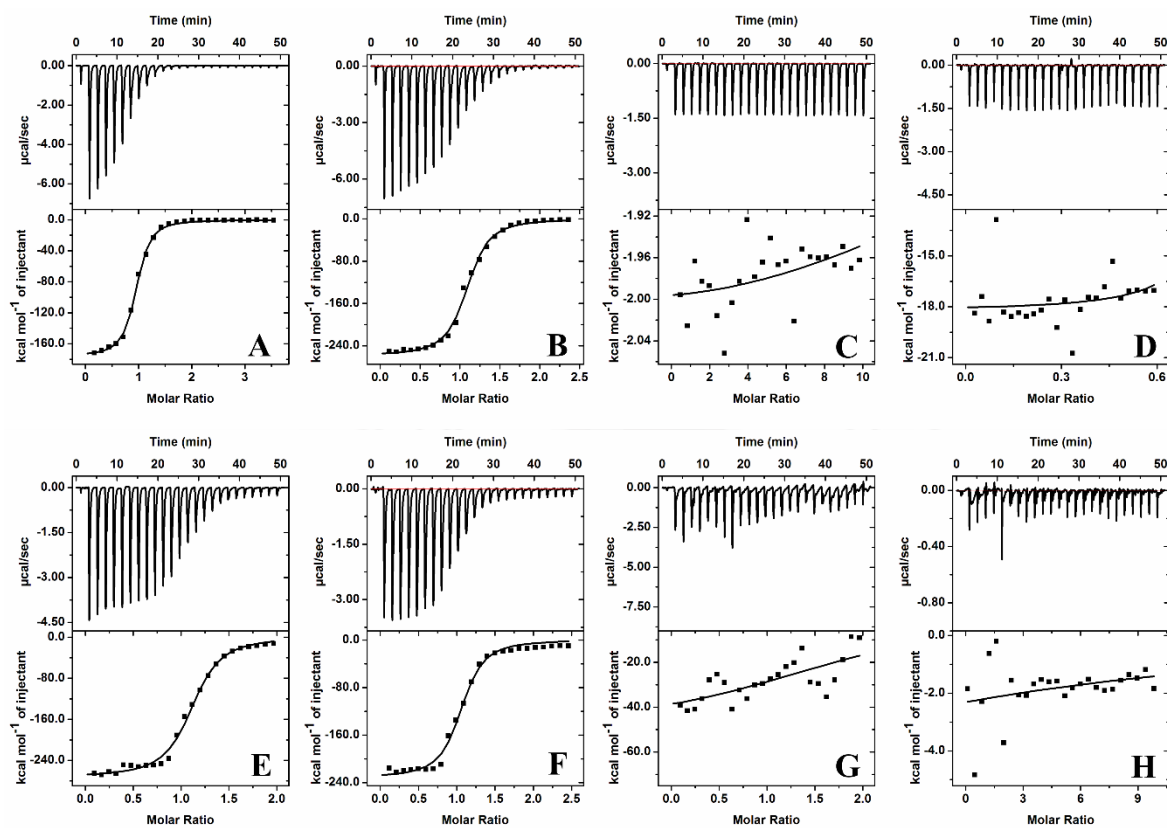 Time (min)
0 10 20 30 40 50
0.00
-2.00
-4.00
-6.00
µcal/sec
0.0
-40.0
-80.0
-120.0
-160.0
kcal mol⁻¹ of injectant
A
0 1 2 3
Molar Ratio
Time (min)
0 10 20 30 40 50
0.00
-2.00
-4.00
-6.00
µcal/sec
0.0
-80.0
-160.0
-240.0
kcal mol⁻¹ of injectant
B
0.0 0.5 1.0 1.5 2.0 2.5
Molar Ratio
Time (min)
0 10 20 30 40 50
0.00
-1.50
-3.00
µcal/sec
-1.92
-1.96
-2.00
-2.04
kcal mol⁻¹ of injectant
C
0 2 4 6 8 10
Molar Ratio
Time (min)
0 10 20 30 40 50
0.00
-1.50
-3.00
-4.50
µcal/sec
-15.0
-18.0
-21.0
kcal mol⁻¹ of injectant
D
0.0 0.3 0.6
Molar Ratio
Time (min)
0 10 20 30 40 50
0.00
-1.50
-3.00
-4.50
µcal/sec
0.0
-80.0
-160.0
-240.0
kcal mol⁻¹ of injectant
E
0.0 0.5 1.0 1.5 2.0
Molar Ratio
Time (min)
0 10 20 30 40 50
0.00
-1.50
-3.00
µcal/sec
0.0
-80.0
-160.0
-240.0
kcal mol⁻¹ of injectant
F
0.0 0.5 1.0 1.5 2.0 2.5
Molar Ratio
Time (min)
0 10 20 30 40 50
0.00
-2.50
-5.00
-7.50
µcal/sec
-20.0
-40.0
-60.0
kcal mol⁻¹ of injectant
G
0.0 0.5 1.0 1.5 2.0
Molar Ratio
Time (min)
0 10 20 30 40 50
0.00
-0.40
-0.80
µcal/sec
0.0
-2.0
-4.0
kcal mol⁻¹ of injectant
H
0 3 6 9
Molar Ratio